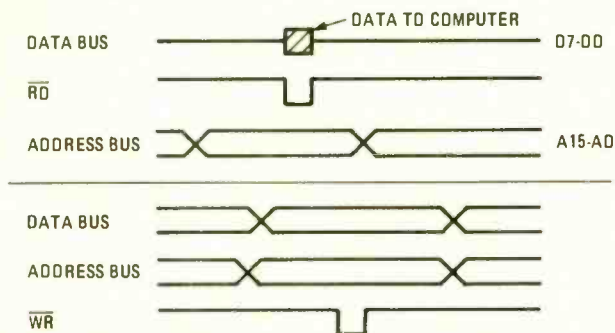 DATA TO COMPUTER
DATA BUS D7-D0
RD
ADDRESS BUS A15-A0
DATA BUS
ADDRESS BUS
WR